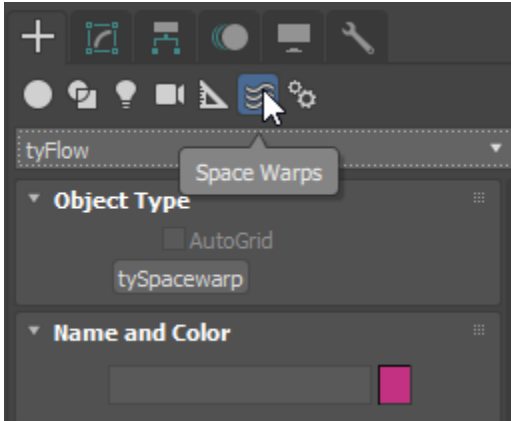 tyFlow
Space Warps
Object Type
AutoGrid
tySpacewarp
Name and Color